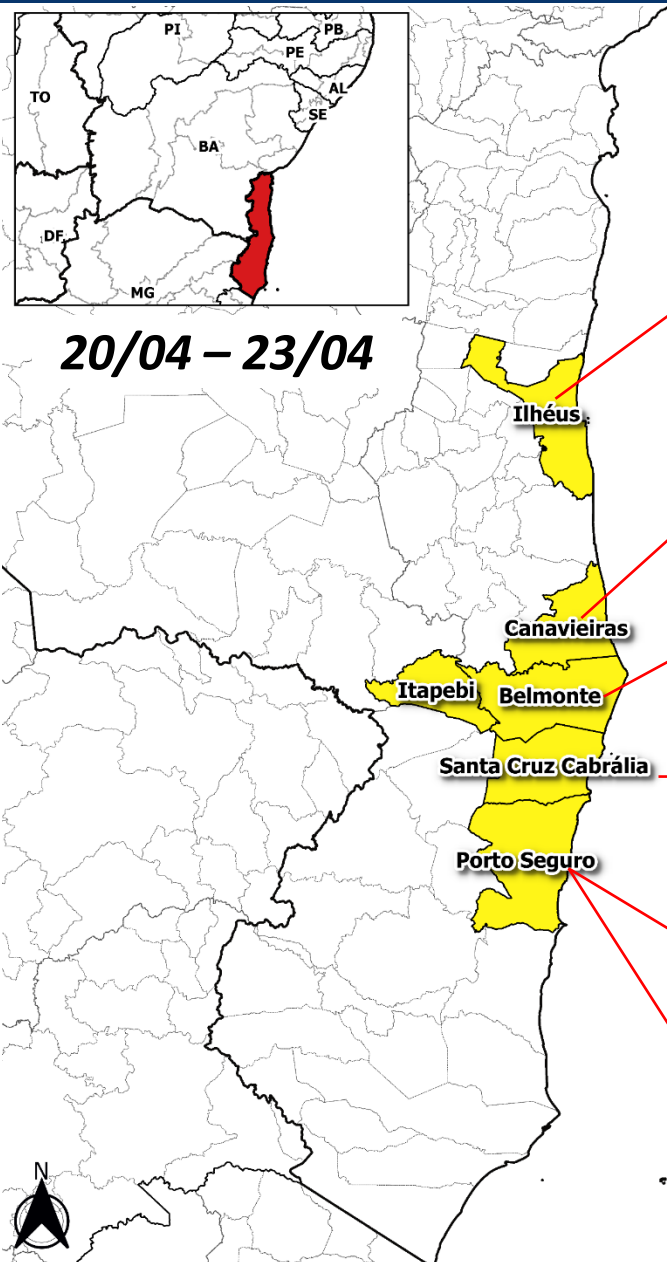 PI
PB
PE
TO
AL
SE
BA
DF
MG
20/04 – 23/04
Ilhéus
Canavieiras
Itapebi
Belmonte
Santa Cruz Cabrália
Porto Seguro
N